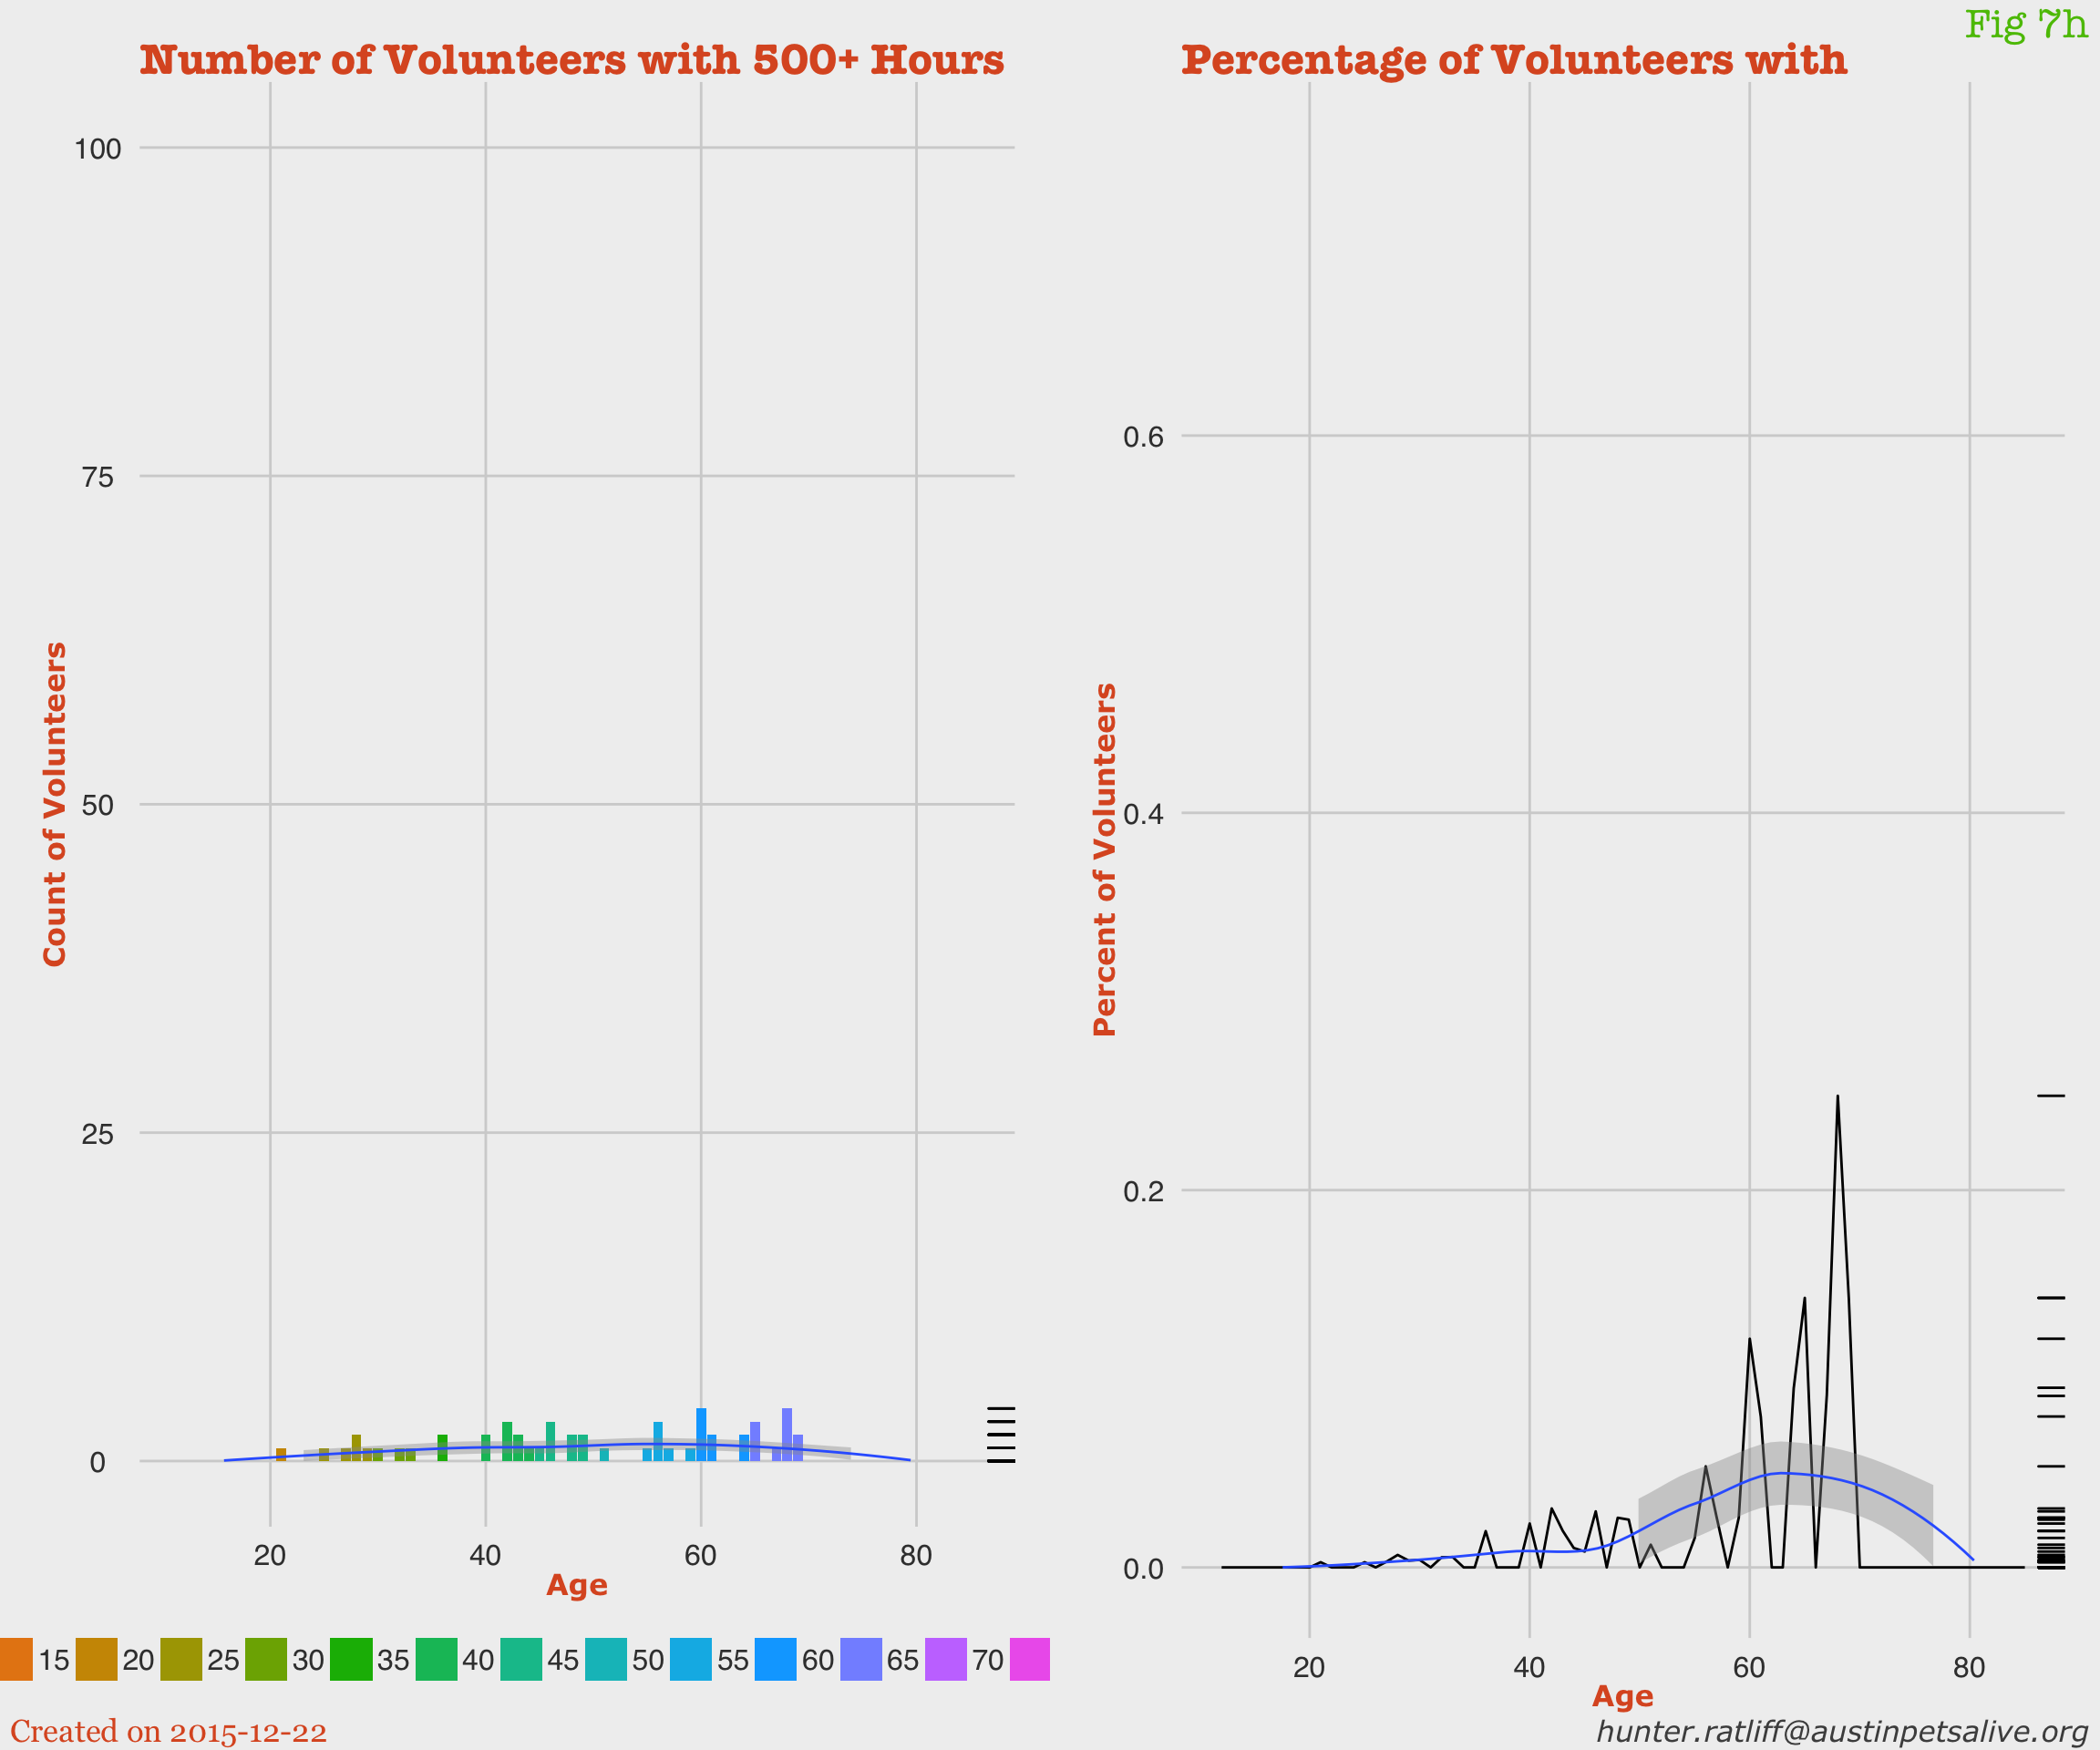 Fig 7h
Number of Volunteers with 500+ Hours
100
75
50
25
0
Count of Volunteers
20 40 60 80
Age
15 20 25 30 35 40 45 50 55 60 65 70
Created on 2015-12-22
Percentage of Volunteers with
0.6
0.4
0.2
0.0
Percent of Volunteers
20 40 60 80
Age
hunter.ratliff@austinpetsalive.org